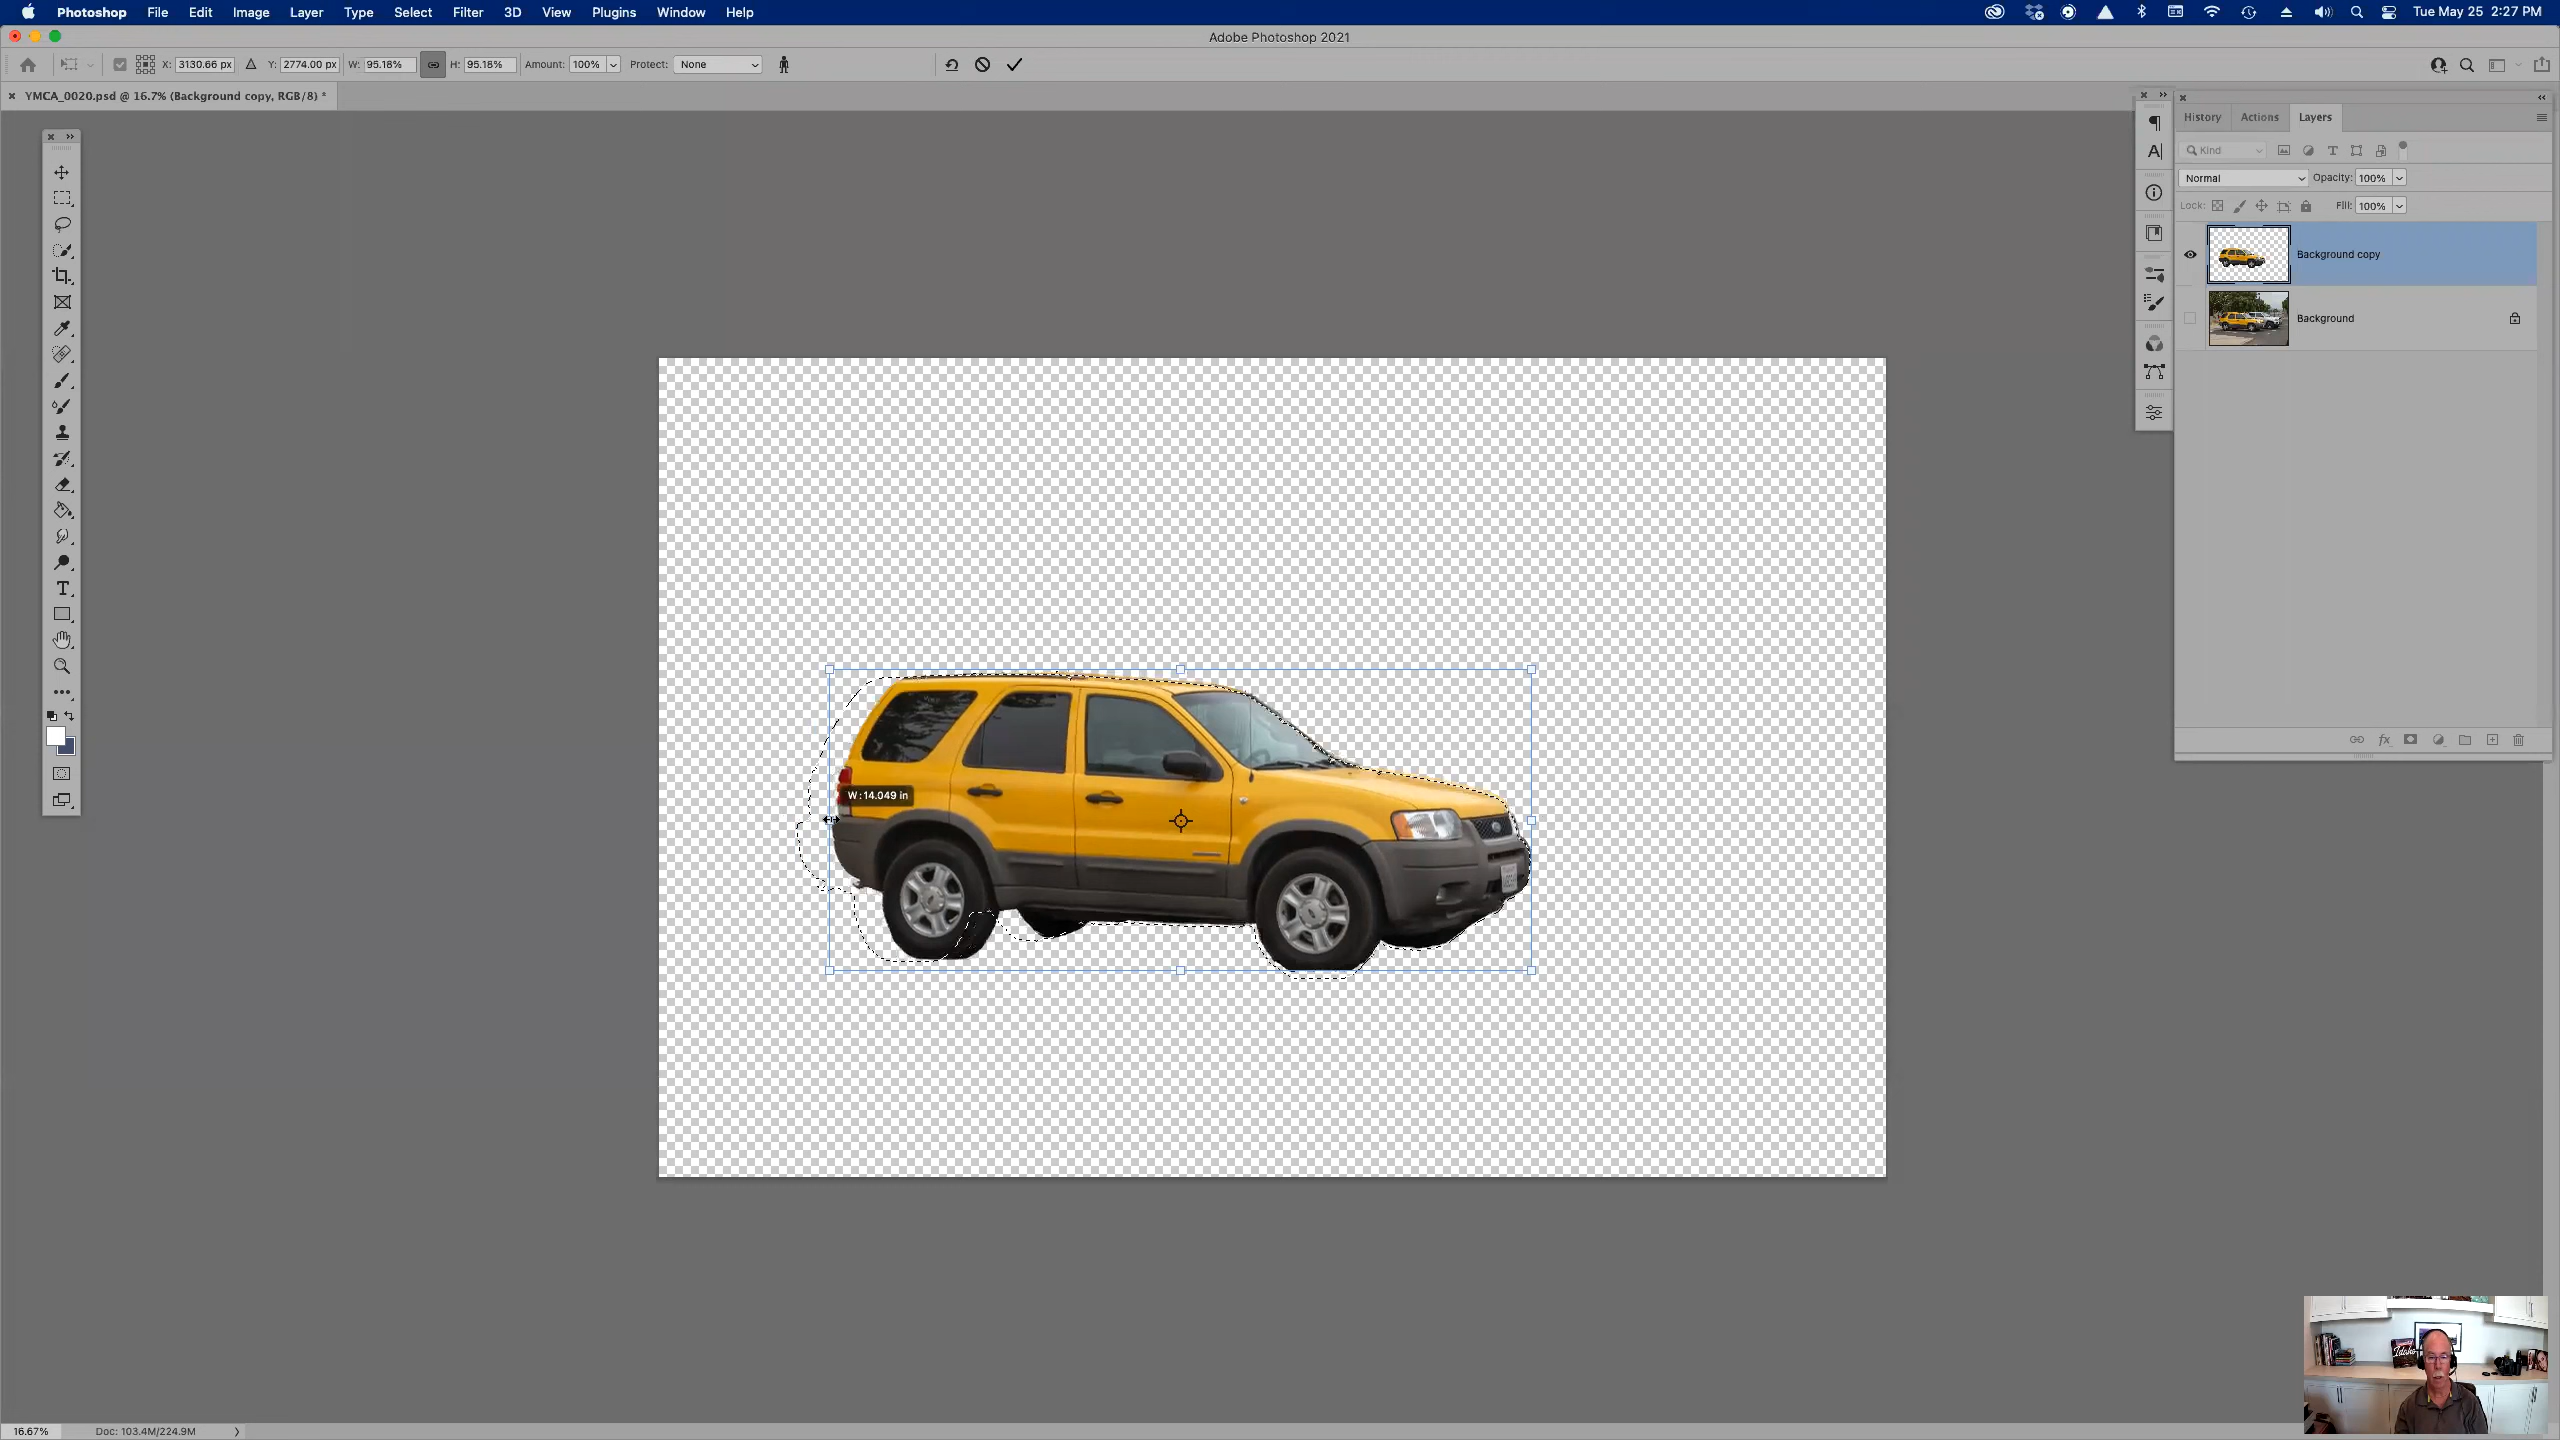 Photoshop File Edit Image Layer Type Select Filter 3D View Plugins Window Help Tue May 25 2:27 PM
Adobe Photoshop 2021
X: 3130.66 px Y: 2774.00 px W: 95.18% H: 95.18% Amount: 100% Protect: None
YMCA_0020.psd @ 16.7% (Background copy, RGB/8) *
History Actions Layers
Kind
Normal Opacity: 100%
Lock: Fill: 100%
Background copy
Background
W: 14.049 in
Idaho
16.67% Doc: 103.4M/224.9M